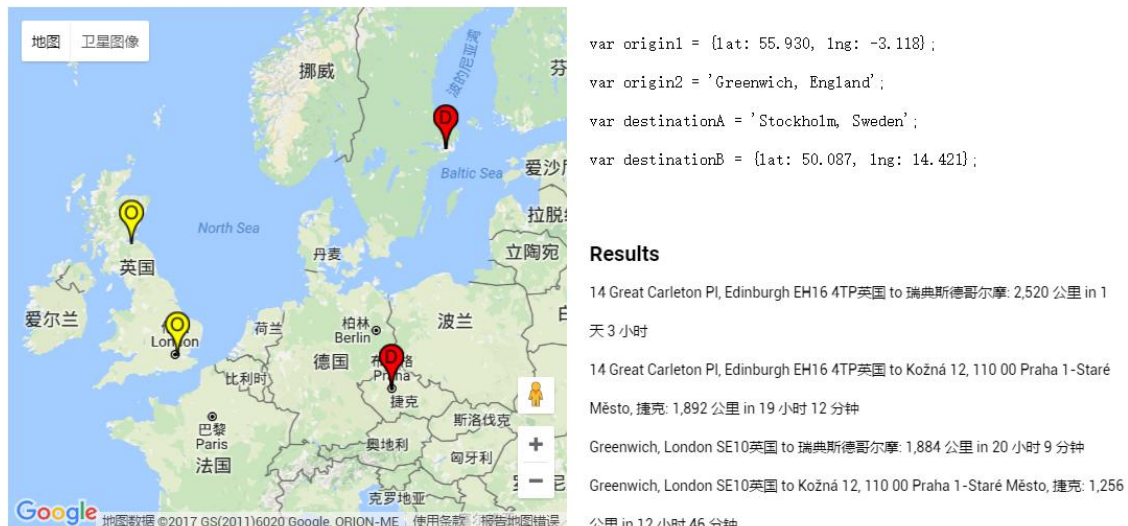 地图 卫星图像
挪威
芬
波的尼亚湾
D
Baltic Sea
爱沙尼
O
North Sea
拉脱维
立陶宛
英国
丹麦
爱尔兰
O
London
荷兰
柏林
Berlin
波兰
德国
D
比利时
捷克
巴黎
Paris
斯洛伐克
奥地利
匈牙利
法国
克罗地亚
Google
地图数据 ©2017 GS(2011)6020 Google, ORION-ME 使用条款 报告地图错误
var origin1 = {lat: 55.930, lng: -3.118};
var origin2 = 'Greenwich, England';
var destinationA = 'Stockholm, Sweden';
var destinationB = {lat: 50.087, lng: 14.421};
Results
14 Great Carleton Pl, Edinburgh EH16 4TP英国 to 瑞典斯德哥尔摩: 2,520 公里 in 1
天 3 小时
14 Great Carleton Pl, Edinburgh EH16 4TP英国 to Kožná 12, 110 00 Praha 1-Staré
Město, 捷克: 1,892 公里 in 19 小时 12 分钟
Greenwich, London SE10英国 to 瑞典斯德哥尔摩: 1,884 公里 in 20 小时 9 分钟
Greenwich, London SE10英国 to Kožná 12, 110 00 Praha 1-Staré Město, 捷克: 1,256
公里 in 12 小时 46 分钟